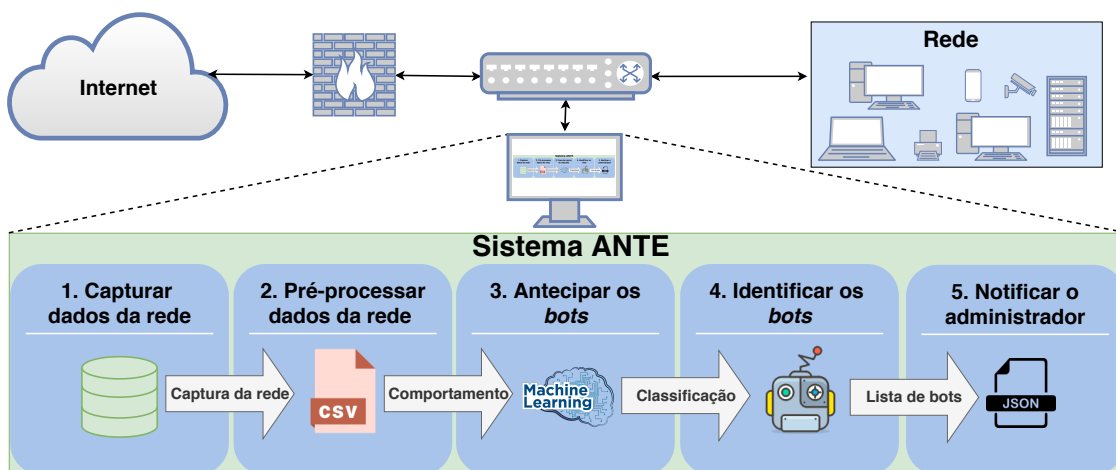 Internet
Rede
Sistema ANTE
1. Capturar
dados da rede
2. Pré-processar
dados da rede
3. Antecipar os
bots
4. Identificar os
bots
5. Notificar o
administrador
Captura da rede
CSV
Comportamento
Machine
Learning
Classificação
Lista de bots
JSON